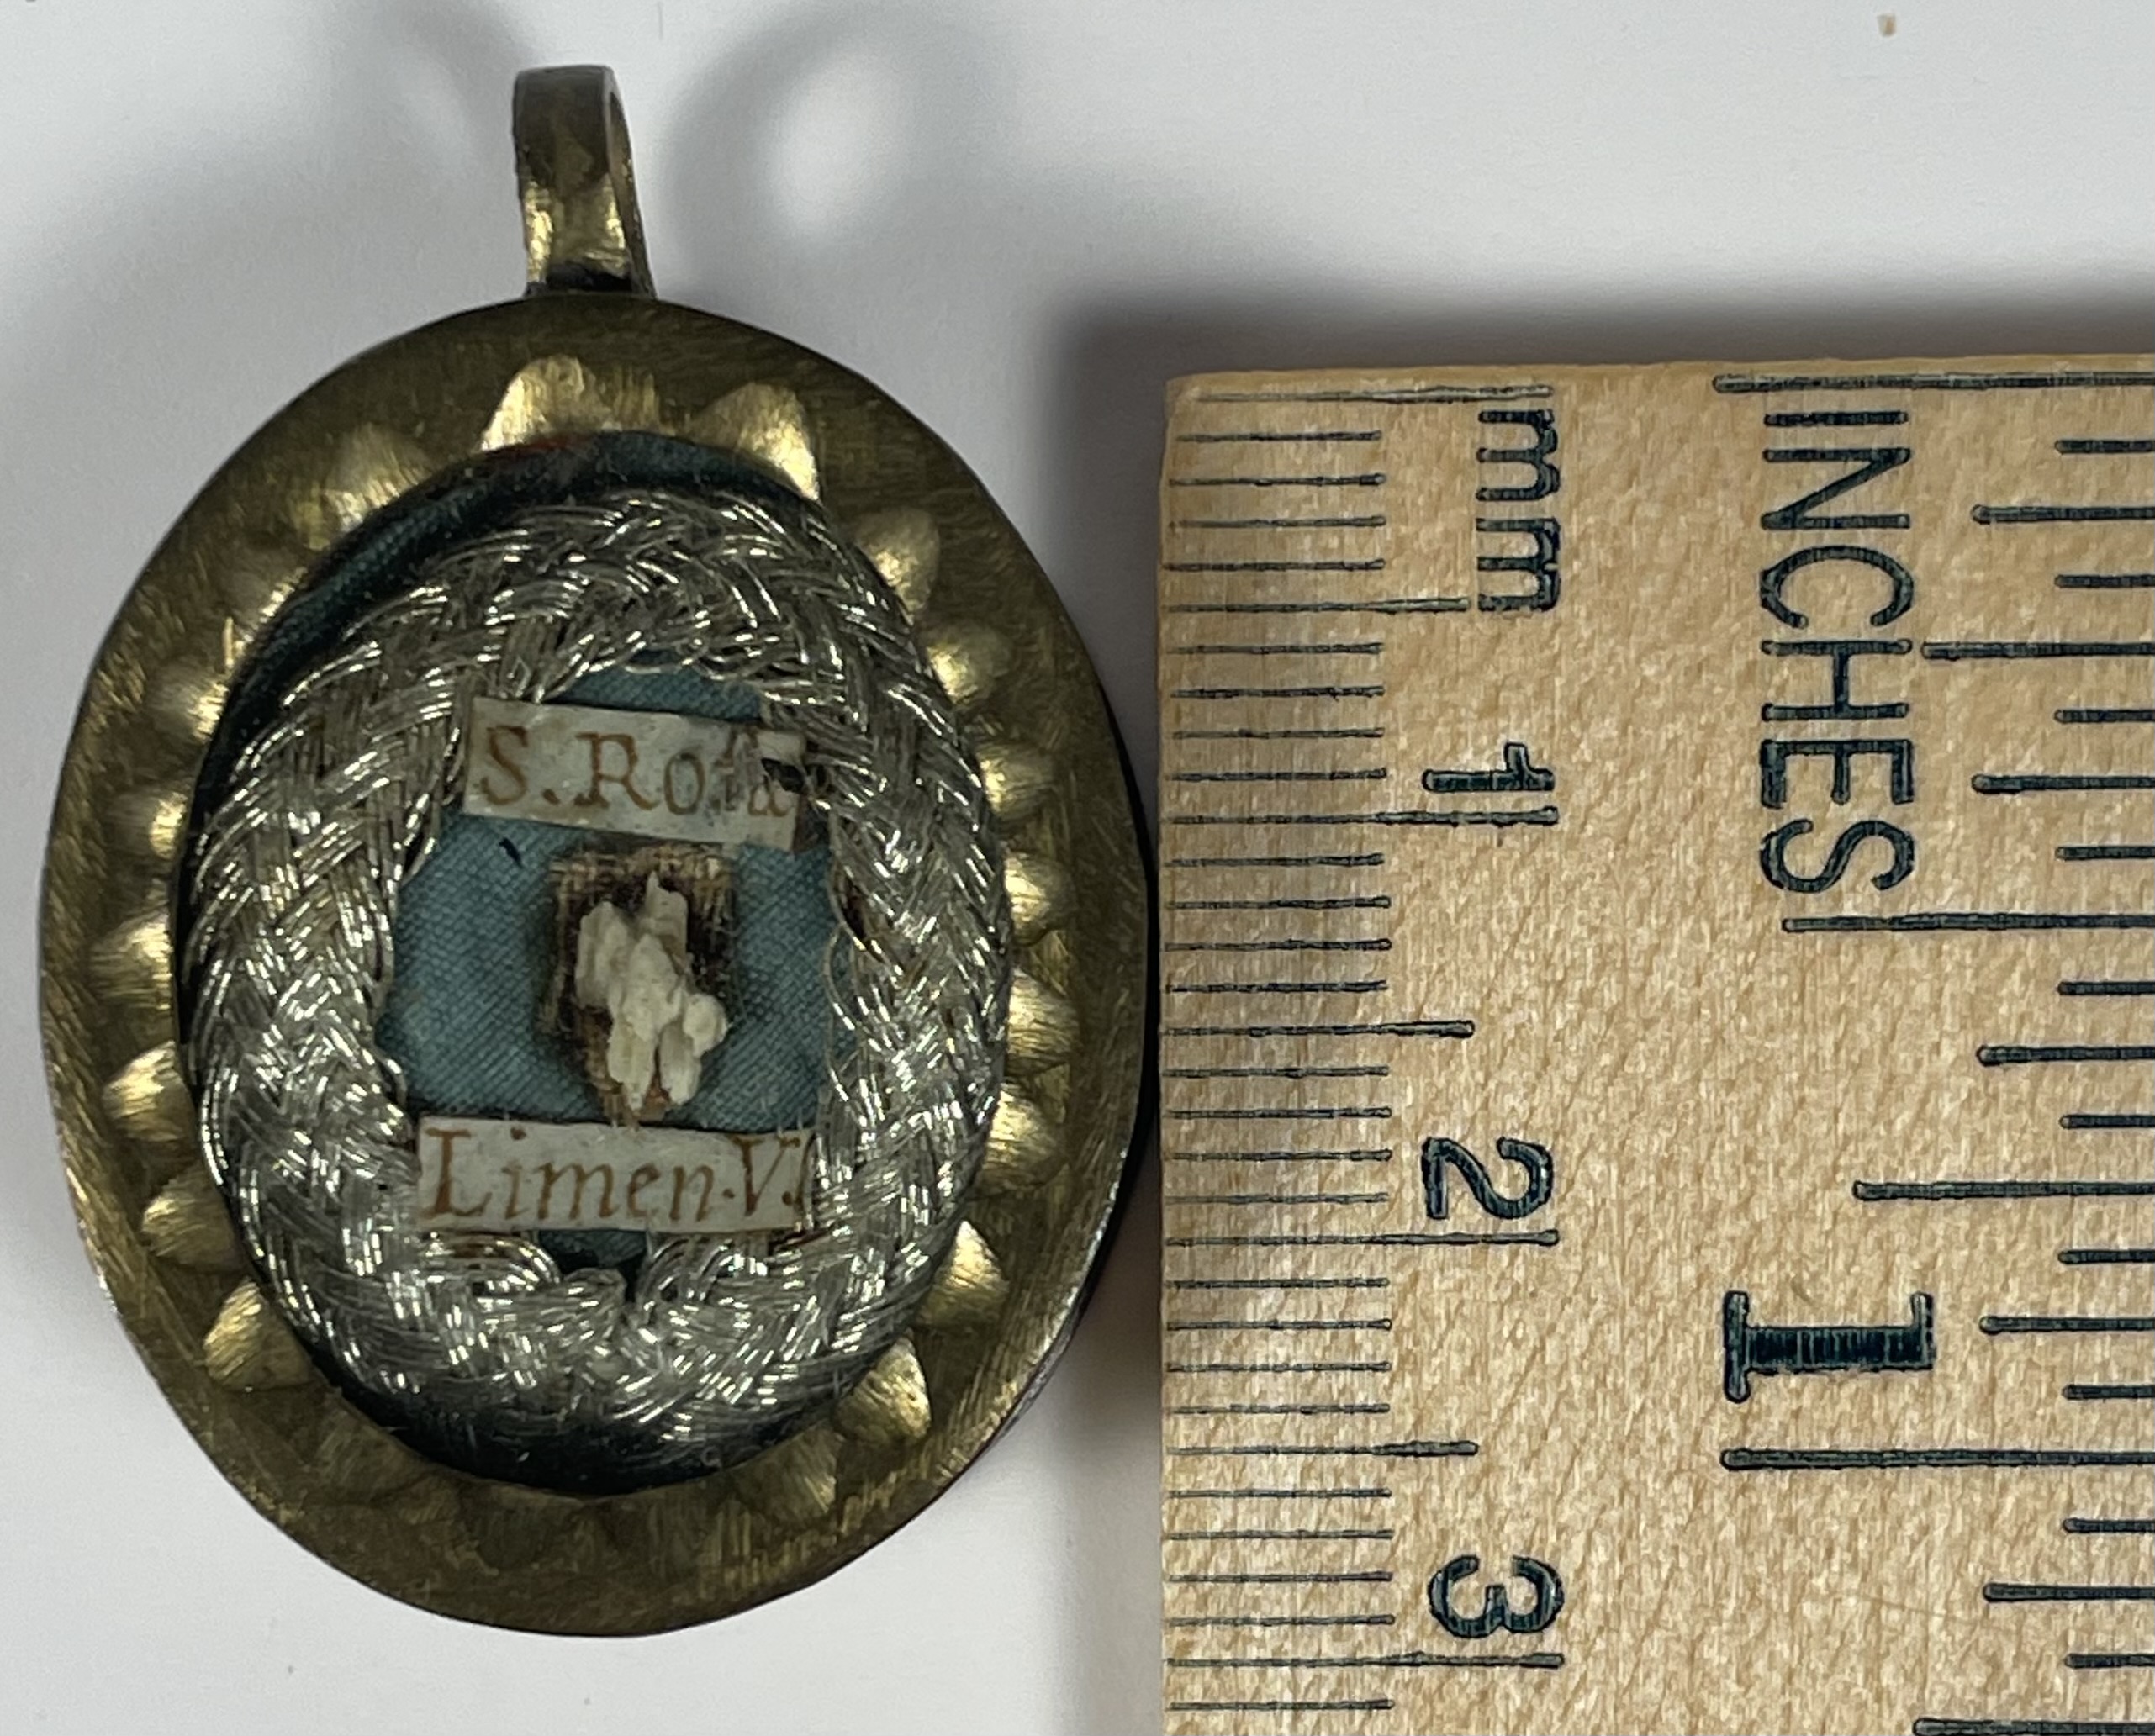 S. Roſa
Limen. V.
mm
1
2
3
INCHES
1